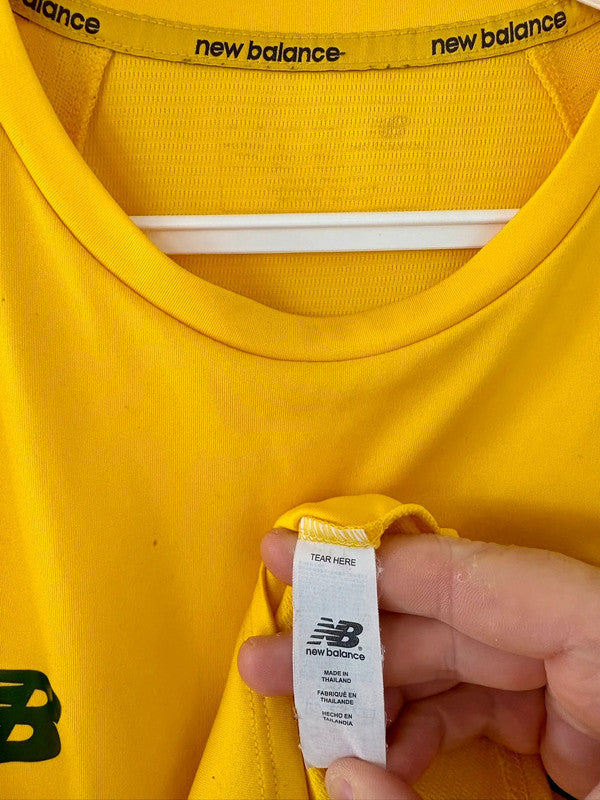 alance
new balance
new balance
TEAR HERE
NB
new balance®
MADE IN
THAILAND
FABRIQUÉ EN
THAILANDE
HECHO EN
TAILANDIA